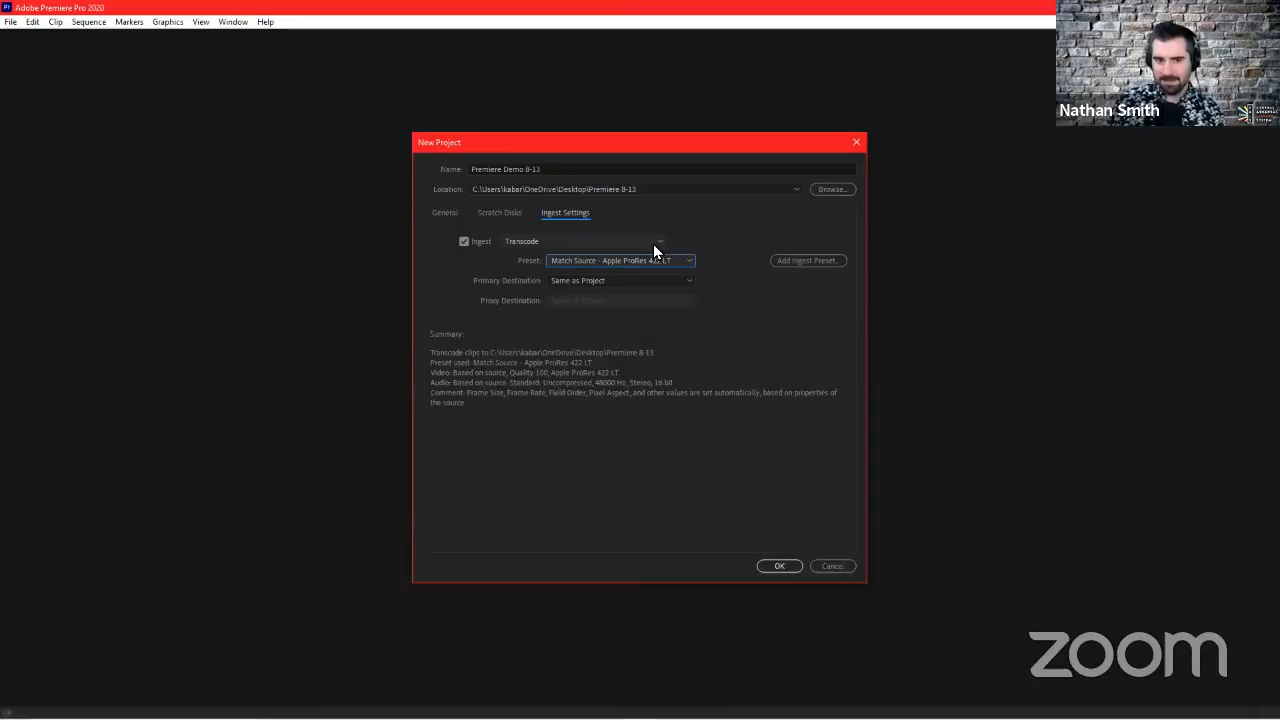 Adobe Premiere Pro 2020
File Edit Clip Sequence Markers Graphics View Window Help
Nathan Smith
New Project
Name: Premiere Demo 8-13
Location: C:\Users\kabar\OneDrive\Desktop\Premiere 8-13 Browse...
General Scratch Disks Ingest Settings
Ingest Transcode
Preset: Match Source - Apple ProRes 422 LT Add Ingest Preset...
Primary Destination: Same as Project
Proxy Destination: Same as Project
Summary:
Transcode clips to C:\Users\kabar\OneDrive\Desktop\Premiere 8-13
Preset used: Match Source - Apple ProRes 422 LT
Video: Based on source, Quality 100, Apple ProRes 422 LT
Audio: Based on source. Standard: Uncompressed, 48000 Hz, Stereo, 16 bit
Comment: Frame Size, Frame Rate, Field Order, Pixel Aspect, and other values are set automatically, based on properties of
the source
OK Cancel
zoom